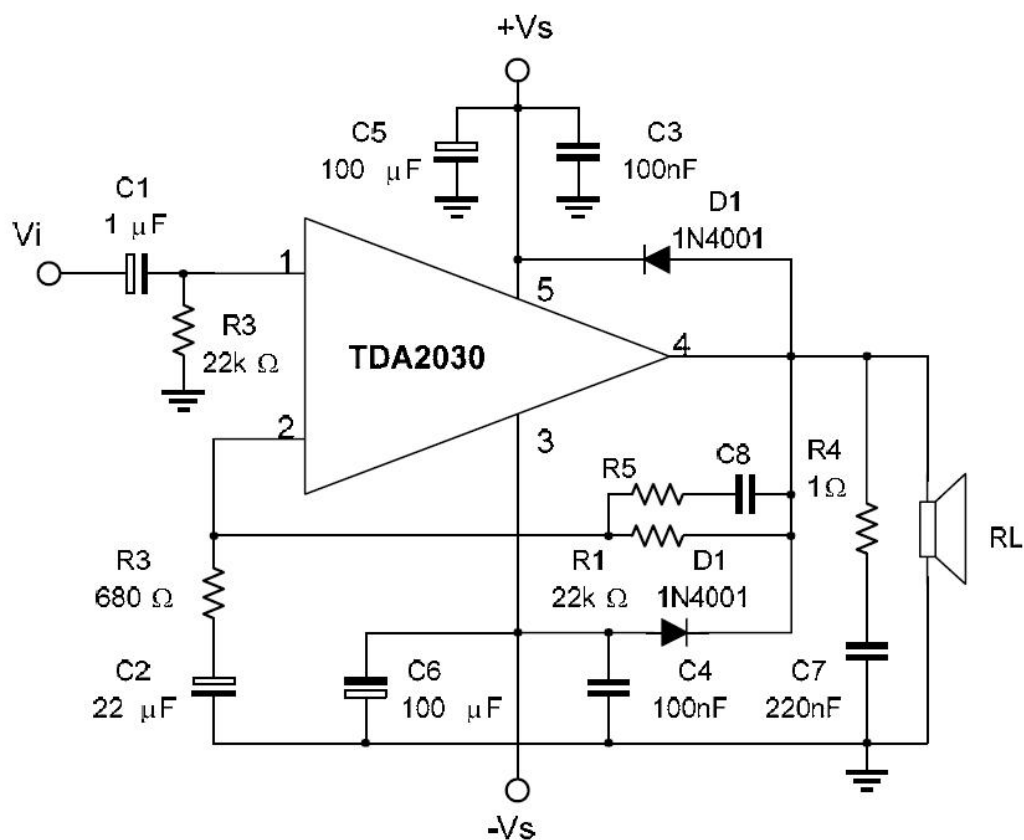 +Vs
C5
100 μF
C3
100nF
C1
1 μF
D1
1N4001
Vi
1
5
R3
22k Ω
TDA2030
4
2
3
R4
1Ω
R5
C8
RL
R3
680 Ω
R1
22k Ω
D1
1N4001
C2
22 μF
C6
100 μF
C4
100nF
C7
220nF
-Vs